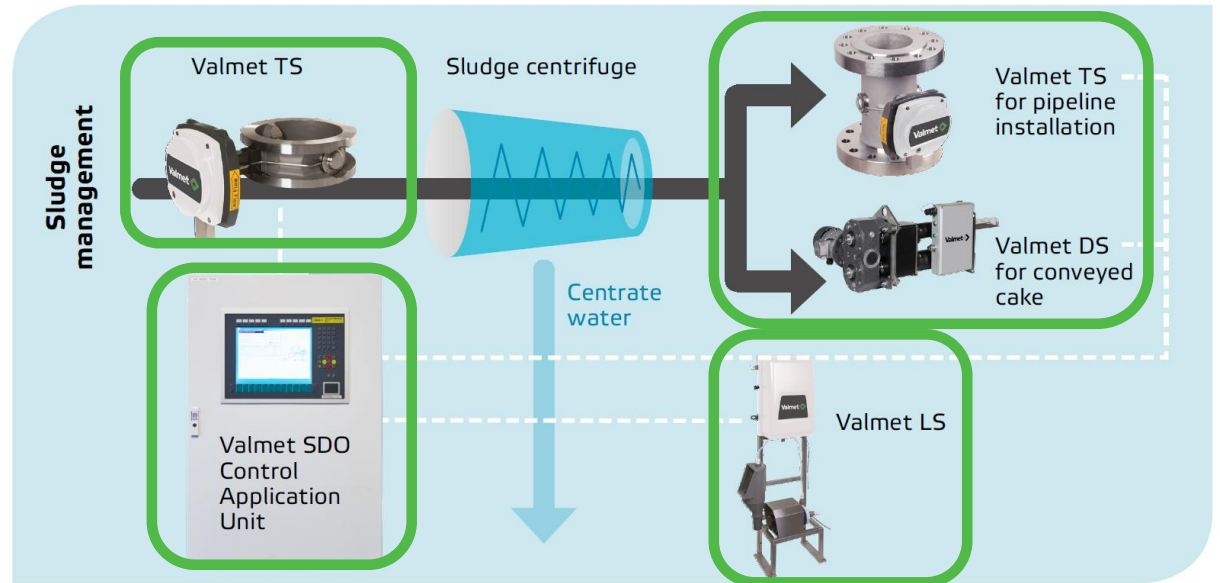 Sludge
management
Valmet TS
Sludge centrifuge
Valmet TS
for pipeline
installation
Valmet
Valmet
Valmet DS
for conveyed
cake
Valmet
Centrate
water
Valmet SDO
Control
Application
Unit
Valmet LS
Valmet